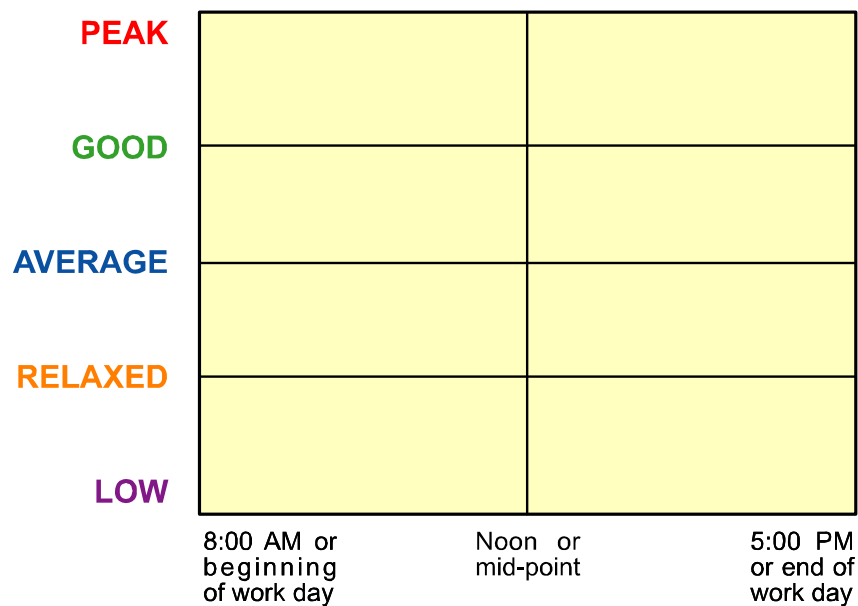 PEAK
GOOD
AVERAGE
RELAXED
LOW
8:00 AM or
beginning
of work day
Noon or
mid-point
5:00 PM
or end of
work day